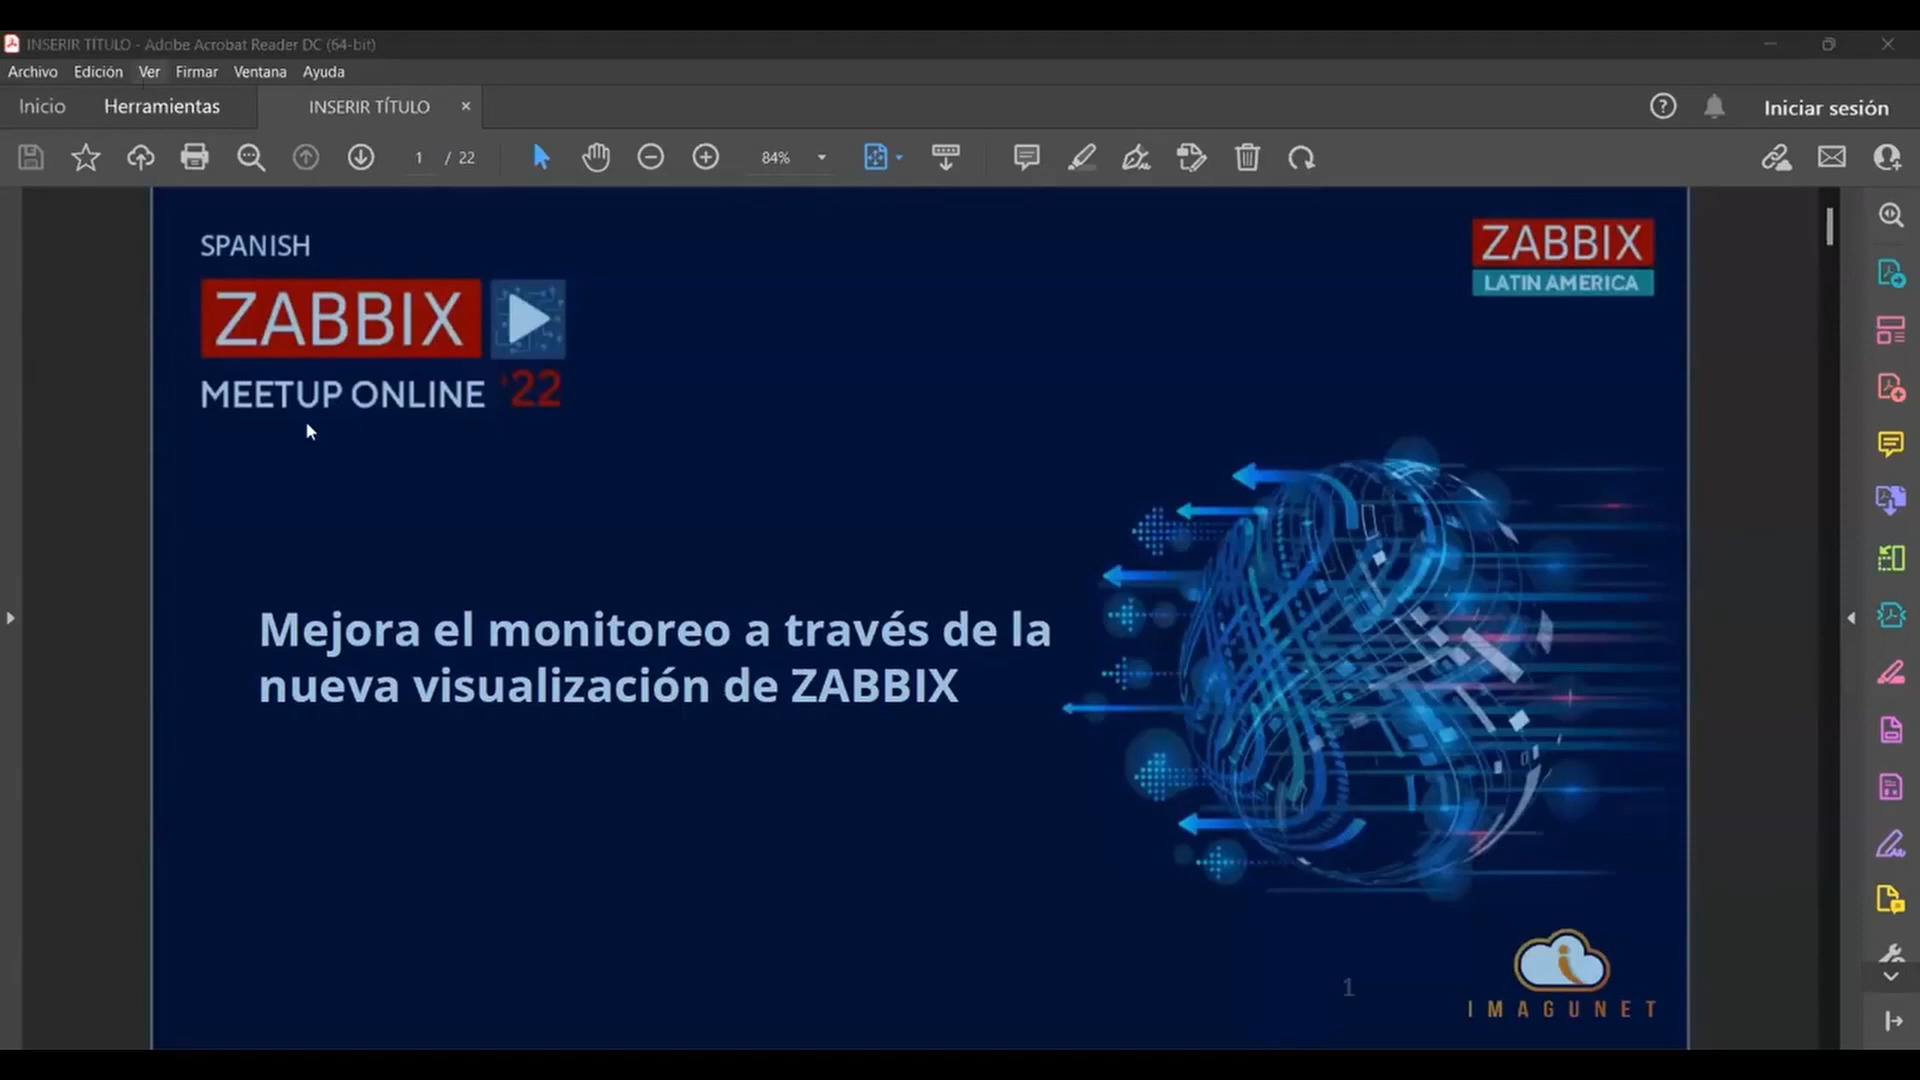 INSERIR TÍTULO - Adobe Acrobat Reader DC (64-bit)
Archivo Edición Ver Firmar Ventana Ayuda
Inicio Herramientas INSERIR TÍTULO Iniciar sesión
1 / 22 84%
SPANISH
ZABBIX
MEETUP ONLINE '22
ZABBIX
LATIN AMERICA
Mejora el monitoreo a través de la
nueva visualización de ZABBIX
1
IMAGUNET